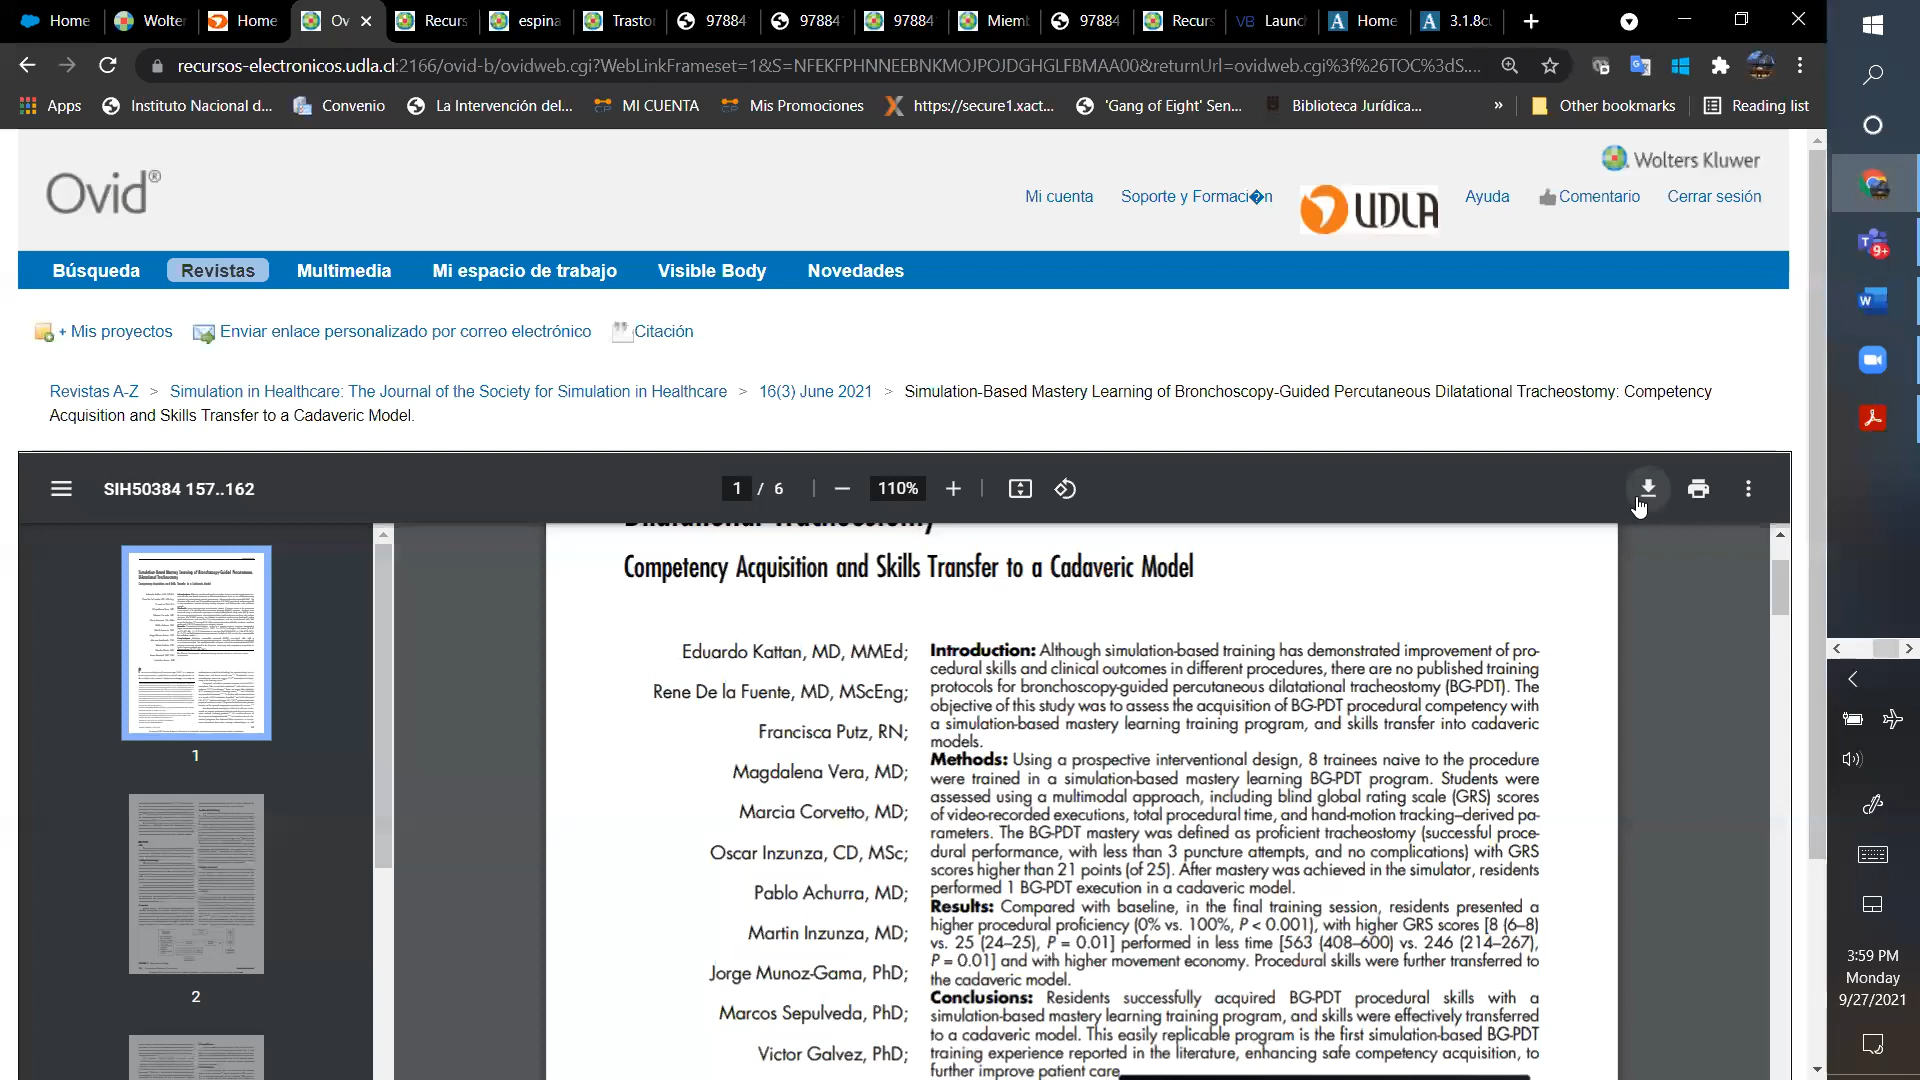 Home
Wolter
Home
Ov
Recurs
espina
Trastor
97884
97884
97884
Miemb
97884
Recurs
VB Launc
Home
3.1.8cu
recursos-electronicos.udla.cl:2166/ovid-b/ovidweb.cgi?WebLinkFrameset=1&S=NFEKFPHNNEEBNKMOJPOJDGHGLFBMAA00&returnUrl=ovidweb.cgi%3f%26TOC%3dS....
Apps
Instituto Nacional d...
Convenio
La Intervención del...
MI CUENTA
Mis Promociones
https://secure1.xact...
'Gang of Eight' Sen...
Biblioteca Jurídica...
»
Other bookmarks
Reading list
Ovid®
Wolters Kluwer
Mi cuenta
Soporte y Formaci�n
UDLA
Ayuda
Comentario
Cerrar sesión
Búsqueda
Revistas
Multimedia
Mi espacio de trabajo
Visible Body
Novedades
+ Mis proyectos
Enviar enlace personalizado por correo electrónico
Citación
Revistas A-Z > Simulation in Healthcare: The Journal of the Society for Simulation in Healthcare > 16(3) June 2021 > Simulation-Based Mastery Learning of Bronchoscopy-Guided Percutaneous Dilatational Tracheostomy: Competency
Acquisition and Skills Transfer to a Cadaveric Model.
SIH50384 157..162
1 / 6
110%
1
2
Dilatational Tracheostomy
Competency Acquisition and Skills Transfer to a Cadaveric Model
Eduardo Kattan, MD, MMEd;
Rene De la Fuente, MD, MScEng;
Francisca Putz, RN;
Magdalena Vera, MD;
Marcia Corvetto, MD;
Oscar Inzunza, CD, MSc;
Pablo Achurra, MD;
Martin Inzunza, MD;
Jorge Munoz-Gama, PhD;
Marcos Sepulveda, PhD;
Victor Galvez, PhD;
Introduction: Although simulation-based training has demonstrated improvement of pro-
cedural skills and clinical outcomes in different procedures, there are no published training
protocols for bronchoscopy-guided percutaneous dilatational tracheostomy (BG-PDT). The
objective of this study was to assess the acquisition of BG-PDT procedural competency with
a simulation-based mastery learning training program, and skills transfer into cadaveric
models.
Methods: Using a prospective interventional design, 8 trainees naive to the procedure
were trained in a simulation-based mastery learning BG-PDT program. Students were
assessed using a multimodal approach, including blind global rating scale (GRS) scores
of video-recorded executions, total procedural time, and hand-motion tracking–derived pa-
rameters. The BG-PDT mastery was defined as proficient tracheostomy (successful proce-
dural performance, with less than 3 puncture attempts, and no complications) with GRS
scores higher than 21 points (of 25). After mastery was achieved in the simulator, residents
performed 1 BG-PDT execution in a cadaveric model.
Results: Compared with baseline, in the final training session, residents presented a
higher procedural proficiency (0% vs. 100%, P < 0.001), with higher GRS scores [8 (6–8)
vs. 25 (24–25), P = 0.01] performed in less time [563 (408–600) vs. 246 (214–267),
P = 0.01] and with higher movement economy. Procedural skills were further transferred to
the cadaveric model.
Conclusions: Residents successfully acquired BG-PDT procedural skills with a
simulation-based mastery learning training program, and skills were effectively transferred
to a cadaveric model. This easily replicable program is the first simulation-based BG-PDT
training experience reported in the literature, enhancing safe competency acquisition, to
further improve patient care.
9+
3:59 PM
Monday
9/27/2021